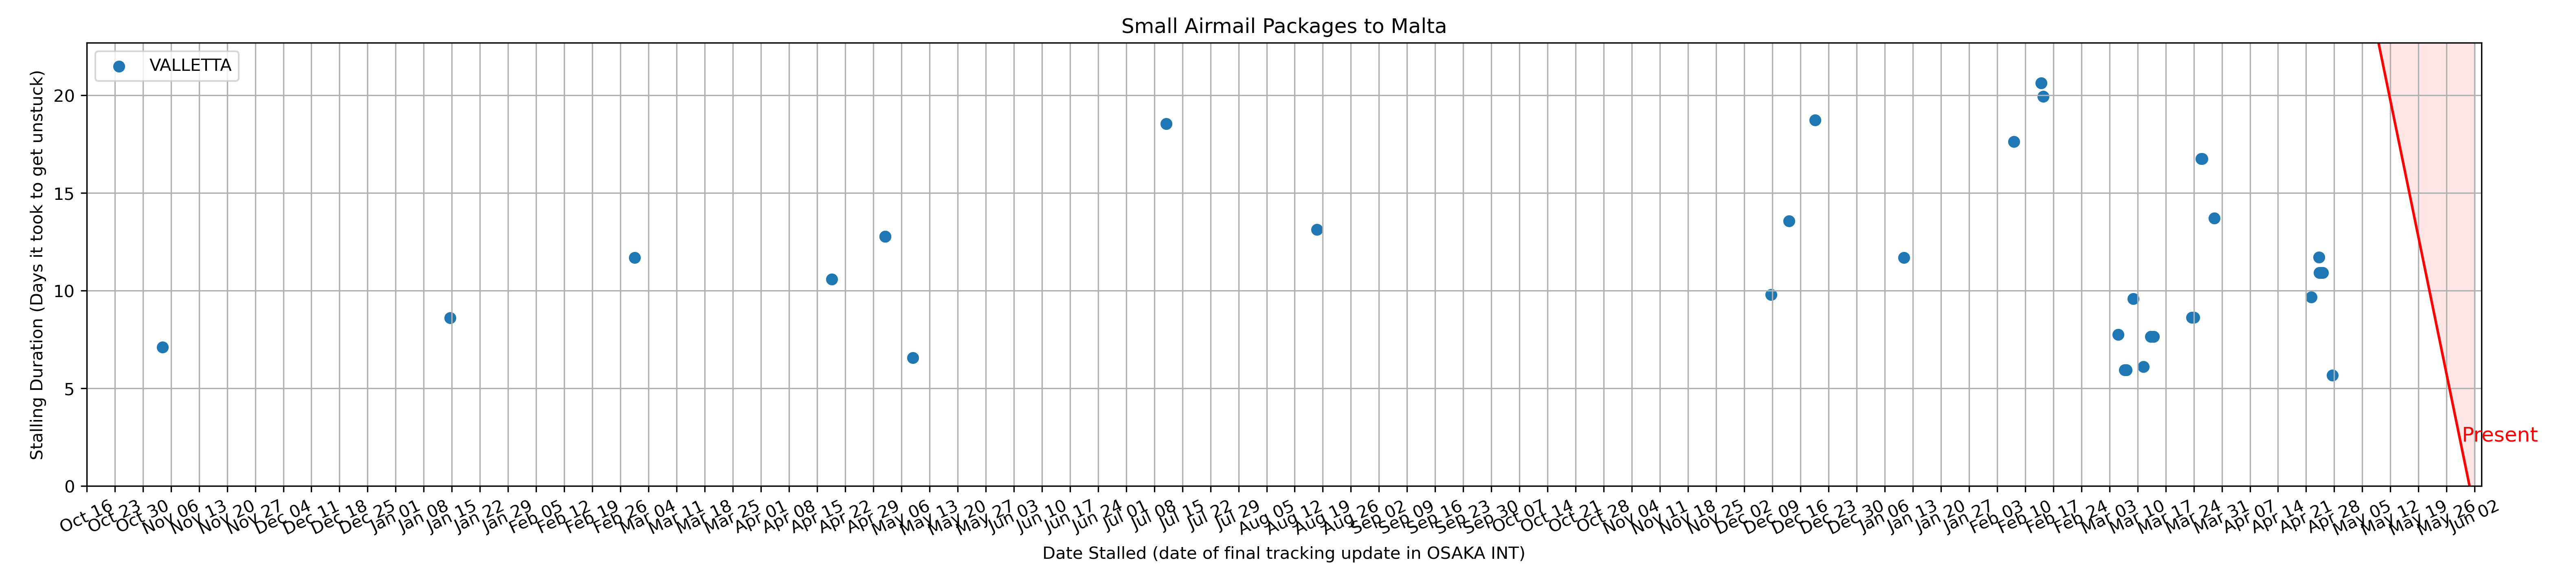 Small Airmail Packages to Malta
VALLETTA
Stalling Duration (Days it took to get unstuck)
20
15
10
5
0
Present
Oct 16
Oct 23
Oct 30
Nov 06
Nov 13
Nov 20
Nov 27
Dec 04
Dec 11
Dec 18
Dec 25
Jan 01
Jan 08
Jan 15
Jan 22
Jan 29
Feb 05
Feb 12
Feb 19
Feb 26
Mar 04
Mar 11
Mar 18
Mar 25
Apr 01
Apr 08
Apr 15
Apr 22
Apr 29
May 06
May 13
May 20
May 27
Jun 03
Jun 10
Jun 17
Jun 24
Jul 01
Jul 08
Jul 15
Jul 22
Jul 29
Aug 05
Aug 12
Aug 19
Aug 26
Sep 02
Sep 09
Sep 16
Sep 23
Sep 30
Oct 07
Oct 14
Oct 21
Oct 28
Nov 04
Nov 11
Nov 18
Nov 25
Dec 02
Dec 09
Dec 16
Dec 23
Dec 30
Jan 06
Jan 13
Jan 20
Jan 27
Feb 03
Feb 10
Feb 17
Feb 24
Mar 03
Mar 10
Mar 17
Mar 24
Mar 31
Apr 07
Apr 14
Apr 21
Apr 28
May 05
May 12
May 19
May 26
Jun 02
Date Stalled (date of final tracking update in OSAKA INT)